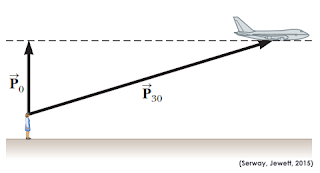 P⃗₀
P⃗₃₀
(Serway, Jewett, 2015)